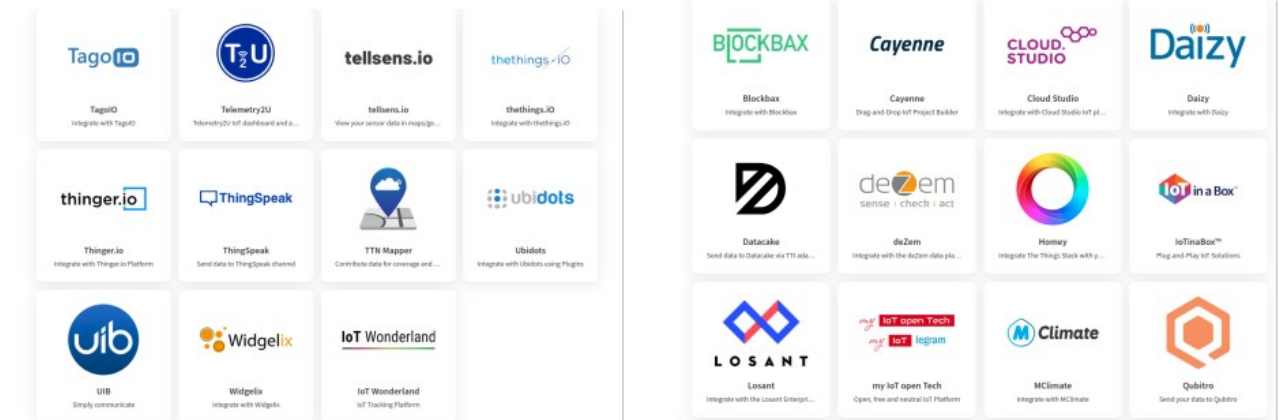 TagoIO
T2U
tellsens.io
thethings.iO
TagoIO
Telemetry2U
tellsens.io
thethings.iO
Integrate with TagoIO
Telemetry2U IoT dashboard and a...
View your sensor data in maps/ge...
Integrate with thethings.iO
thinger.io
ThingSpeak
ubidots
Thinger.io
ThingSpeak
TTN Mapper
Ubidots
Integrate with Thinger.io Platform
Send data to ThingSpeak channel
Contribute data for coverage and ...
Integrate with Ubidots using Plugins
uib
Widgelix
IoT Wonderland
UIB
Widgelix
IoT Wonderland
Simply communicate
Integrate with Widgelix
IoT Tracking Platform
BLOCKBAX
Cayenne
CLOUD.
STUDIO
Daizy
Blockbax
Cayenne
Cloud Studio
Daizy
Integrate with Blockbax
Drag-and-Drop IoT Project Builder
Integrate with Cloud Studio IoT pl...
Integrate with Daizy
deZem
sense : check : act
IoT in a Box™
Datacake
deZem
Homey
IoTinaBox™
Send data to Datacake via TTI ada...
Integrate with the deZem data pla...
Integrate The Things Stack with y...
Plug-and-Play IoT Solutions
LOSANT
my IoT open Tech
my IoT legram
MClimate
Losant
my IoT open Tech
MClimate
Qubitro
Integrate with the Losant Enterpri...
Open, free and neutral IoT Platform
Integrate with MClimate
Send your data to Qubitro